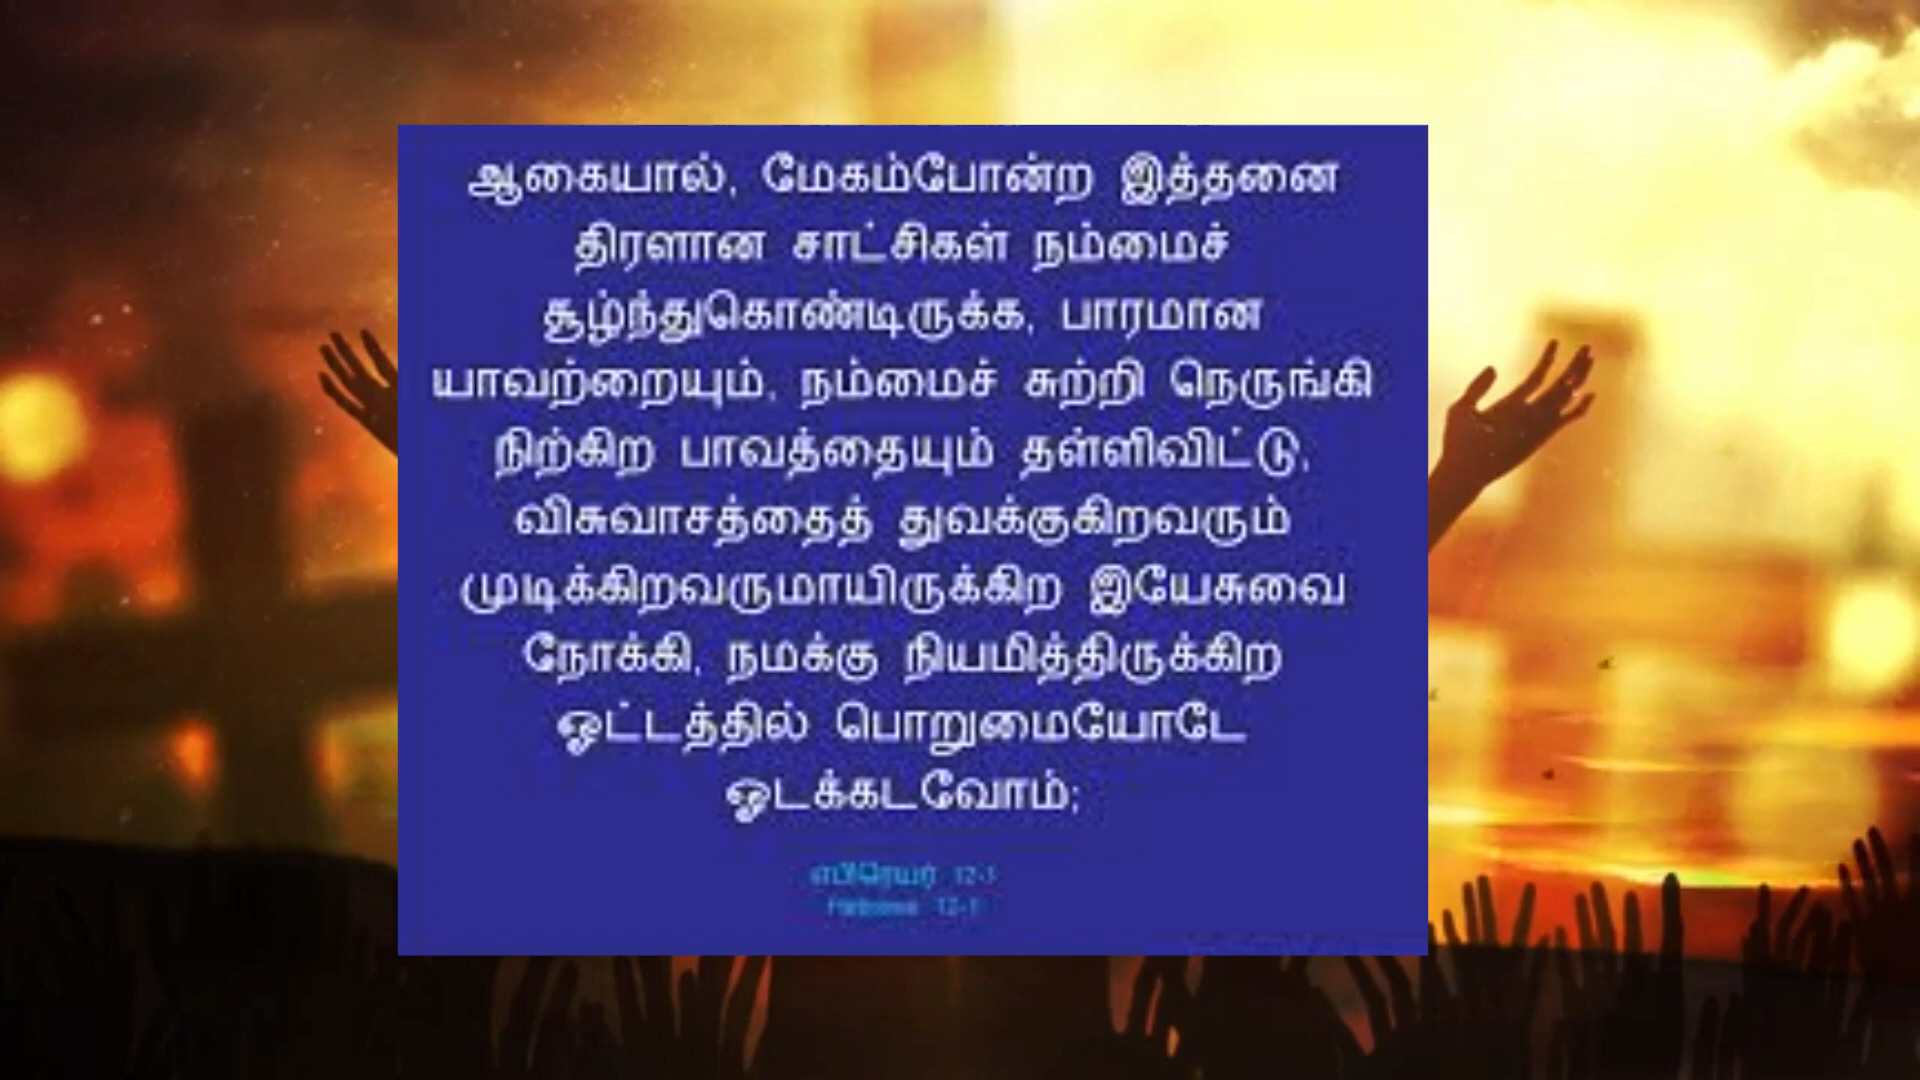 ஆகையால், மேகம்போன்ற இத்தனை
திரளான சாட்சிகள் நம்மைச்
சூழ்ந்துகொண்டிருக்க, பாரமான
யாவற்றையும், நம்மைச் சுற்றி நெருங்கி
நிற்கிற பாவத்தையும் தள்ளிவிட்டு,
விசுவாசத்தைத் துவக்குகிறவரும்
முடிக்கிறவருமாயிருக்கிற இயேசுவை
நோக்கி, நமக்கு நியமித்திருக்கிற
ஓட்டத்தில் பொறுமையோடே
ஓடக்கடவோம்;
எபிரெயர் 12-1
Hebrews 12-1